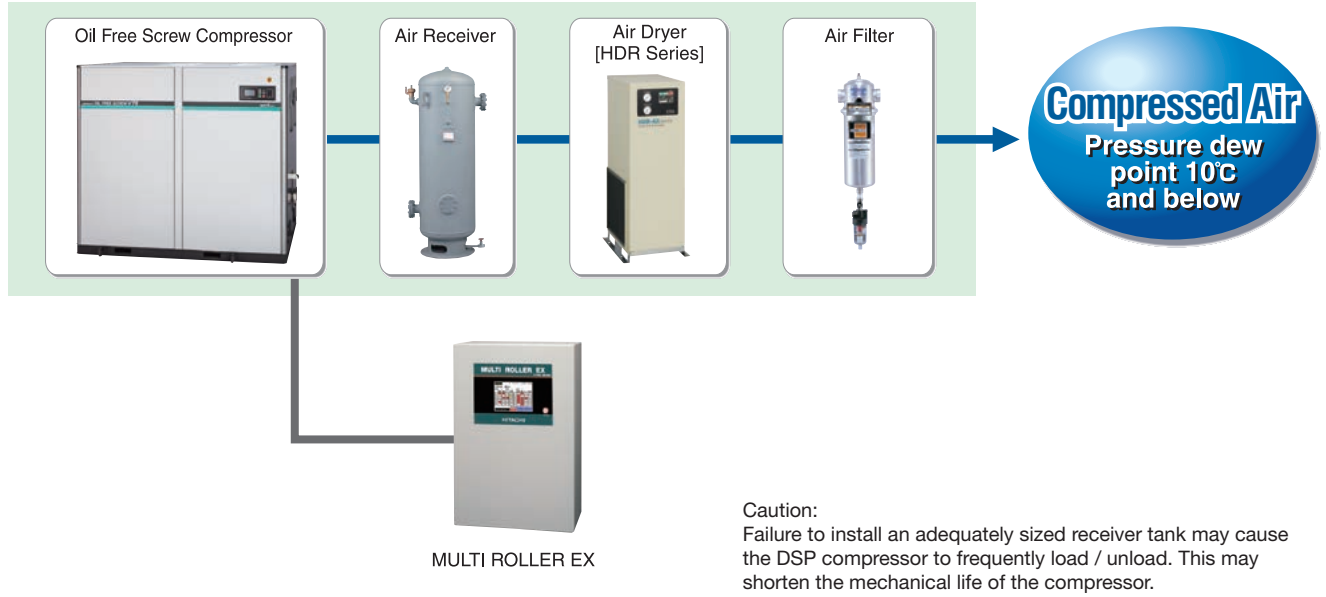 Oil Free Screw Compressor
Air Receiver
Air Dryer
[HDR Series]
Air Filter
Compressed Air
Pressure dew
point 10℃
and below
MULTI ROLLER EX
HITACHI
MULTI ROLLER EX
Caution:
Failure to install an adequately sized receiver tank may cause
the DSP compressor to frequently load / unload. This may
shorten the mechanical life of the compressor.